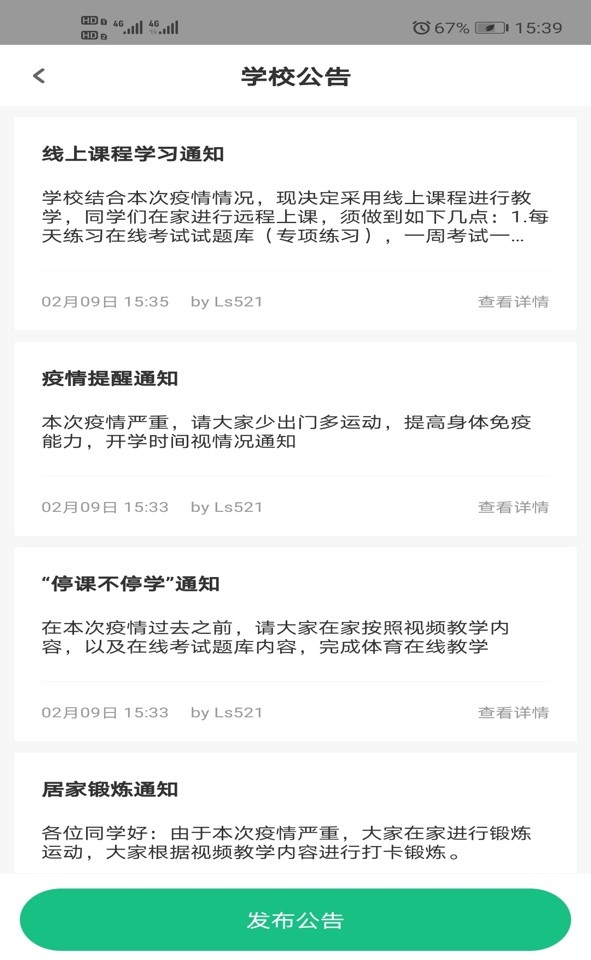 HD 1 4G 4G 67% 15:39
HD 2
学校公告
线上课程学习通知
学校结合本次疫情情况，现决定采用线上课程进行教
学，同学们在家进行远程上课，须做到如下几点：1.每
天练习在线考试试题库（专项练习），一周考试一...
02月09日 15:35 by Ls521 查看详情
疫情提醒通知
本次疫情严重，请大家少出门多运动，提高身体免疫
能力，开学时间视情况通知
02月09日 15:33 by Ls521 查看详情
“停课不停学”通知
在本次疫情过去之前，请大家在家按照视频教学内
容，以及在线考试题库内容，完成体育在线教学
02月09日 15:33 by Ls521 查看详情
居家锻炼通知
各位同学好：由于本次疫情严重，大家在家进行锻炼
运动，大家根据视频教学内容进行打卡锻炼。
发布公告